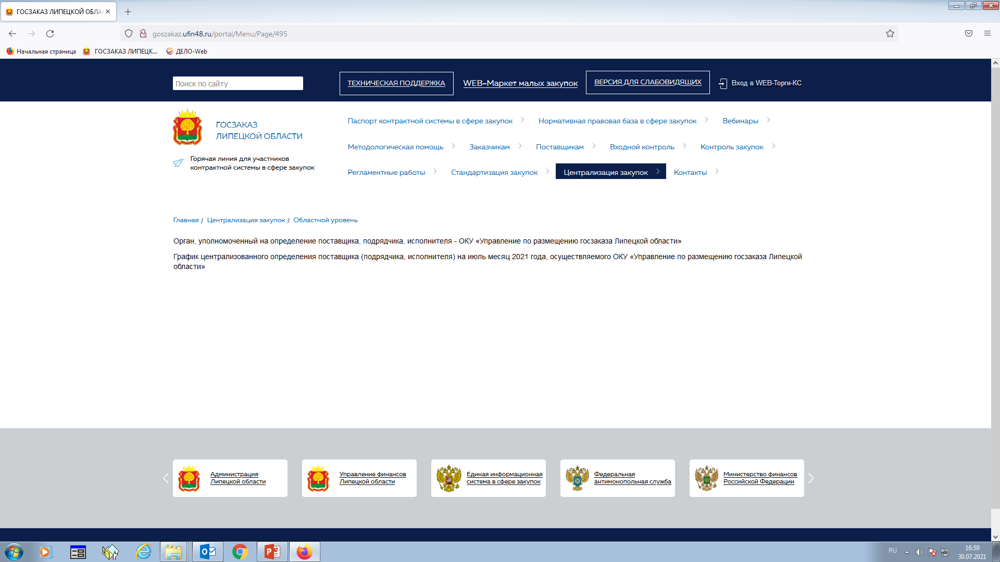 ГОСЗАКАЗ ЛИПЕЦКОЙ ОБЛА
goszakaz.ufin48.ru/portal/Menu/Page/495
Начальная страница
ГОСЗАКАЗ ЛИПЕЦК...
ДЕЛО-Web
Поиск по сайту
ТЕХНИЧЕСКАЯ ПОДДЕРЖКА
WEB-Маркет малых закупок
ВЕРСИЯ ДЛЯ СЛАБОВИДЯЩИХ
Вход в WEB-Торги-КС
ГОСЗАКАЗ
ЛИПЕЦКОЙ ОБЛАСТИ
Горячая линия для участников
контрактной системы в сфере закупок
Паспорт контрактной системы в сфере закупок
Нормативная правовая база в сфере закупок
Вебинары
Методологическая помощь
Заказчикам
Поставщикам
Входной контроль
Контроль закупок
Регламентные работы
Стандартизация закупок
Централизация закупок
Контакты
Главная / Централизация закупок / Областной уровень
Орган, уполномоченный на определение поставщика, подрядчика, исполнителя - ОКУ «Управление по размещению госзаказа Липецкой области»
График централизованного определения поставщика (подрядчика, исполнителя) на июль месяц 2021 года, осуществляемого ОКУ «Управление по размещению госзаказа Липецкой
области»
Администрация
Липецкой области
Управление финансов
Липецкой области
Единая информационная
система в сфере закупок
Федеральная
антимонопольная служба
Министерство финансов
Российской Федерации
RU
16:59
30.07.2021